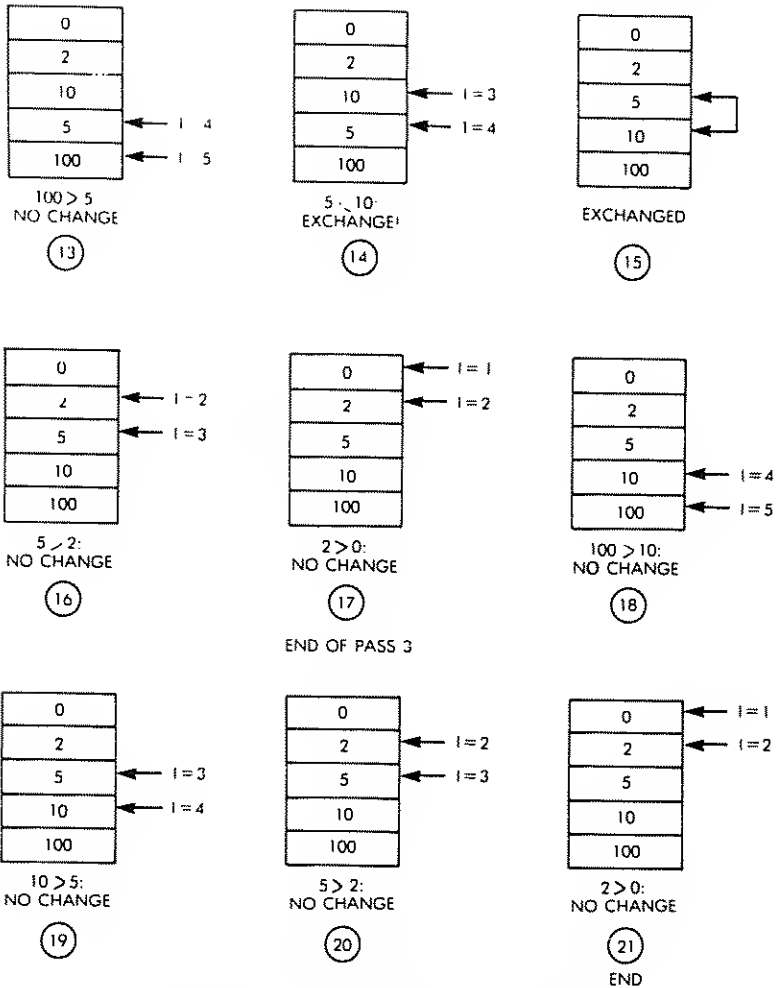 0
2
10
5
100
I 4
I 5
100 > 5
NO CHANGE
13
0
2
10
5
100
I = 3
I = 4
5 10:
EXCHANGE!
14
0
2
5
10
100
EXCHANGED
15
0
2
5
10
100
I - 2
I = 3
5 2:
NO CHANGE
16
0
2
5
10
100
I = 1
I = 2
2 > 0:
NO CHANGE
17
END OF PASS 3
0
2
5
10
100
I = 4
I = 5
100 > 10:
NO CHANGE
18
0
2
5
10
100
I = 3
I = 4
10 > 5:
NO CHANGE
19
0
2
5
10
100
I = 2
I = 3
5 > 2:
NO CHANGE
20
0
2
5
10
100
I = 1
I = 2
2 > 0:
NO CHANGE
21
END